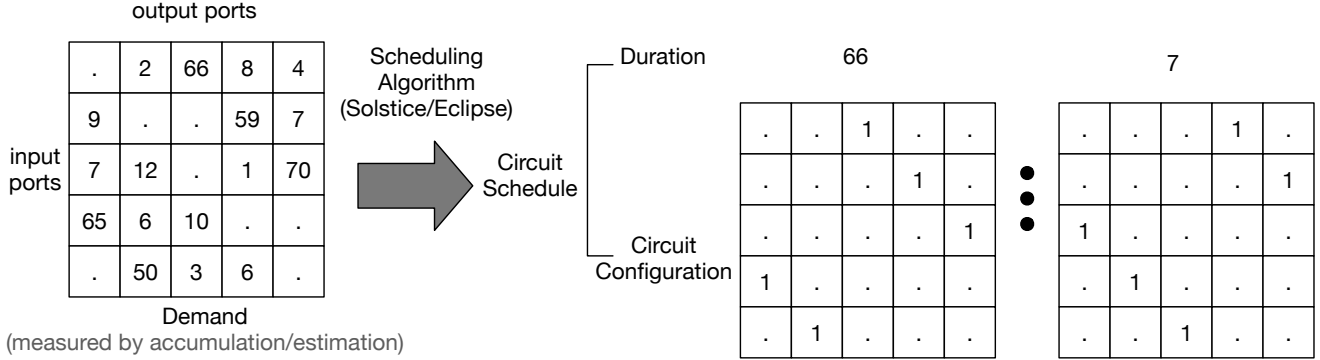 output ports
. 2 66 8 4
9 . . 59 7
7 12 . 1 70
65 6 10 . .
. 50 3 6 .
input
ports
Demand
(measured by accumulation/estimation)
Scheduling
Algorithm
(Solstice/Eclipse)
Circuit
Schedule
Duration
66
7
Circuit
Configuration
. . 1 . .
. . . 1 .
. . . . 1
1 . . . .
. 1 . . .
. . . 1 .
. . . . 1
1 . . . .
. 1 . . .
. . 1 . .